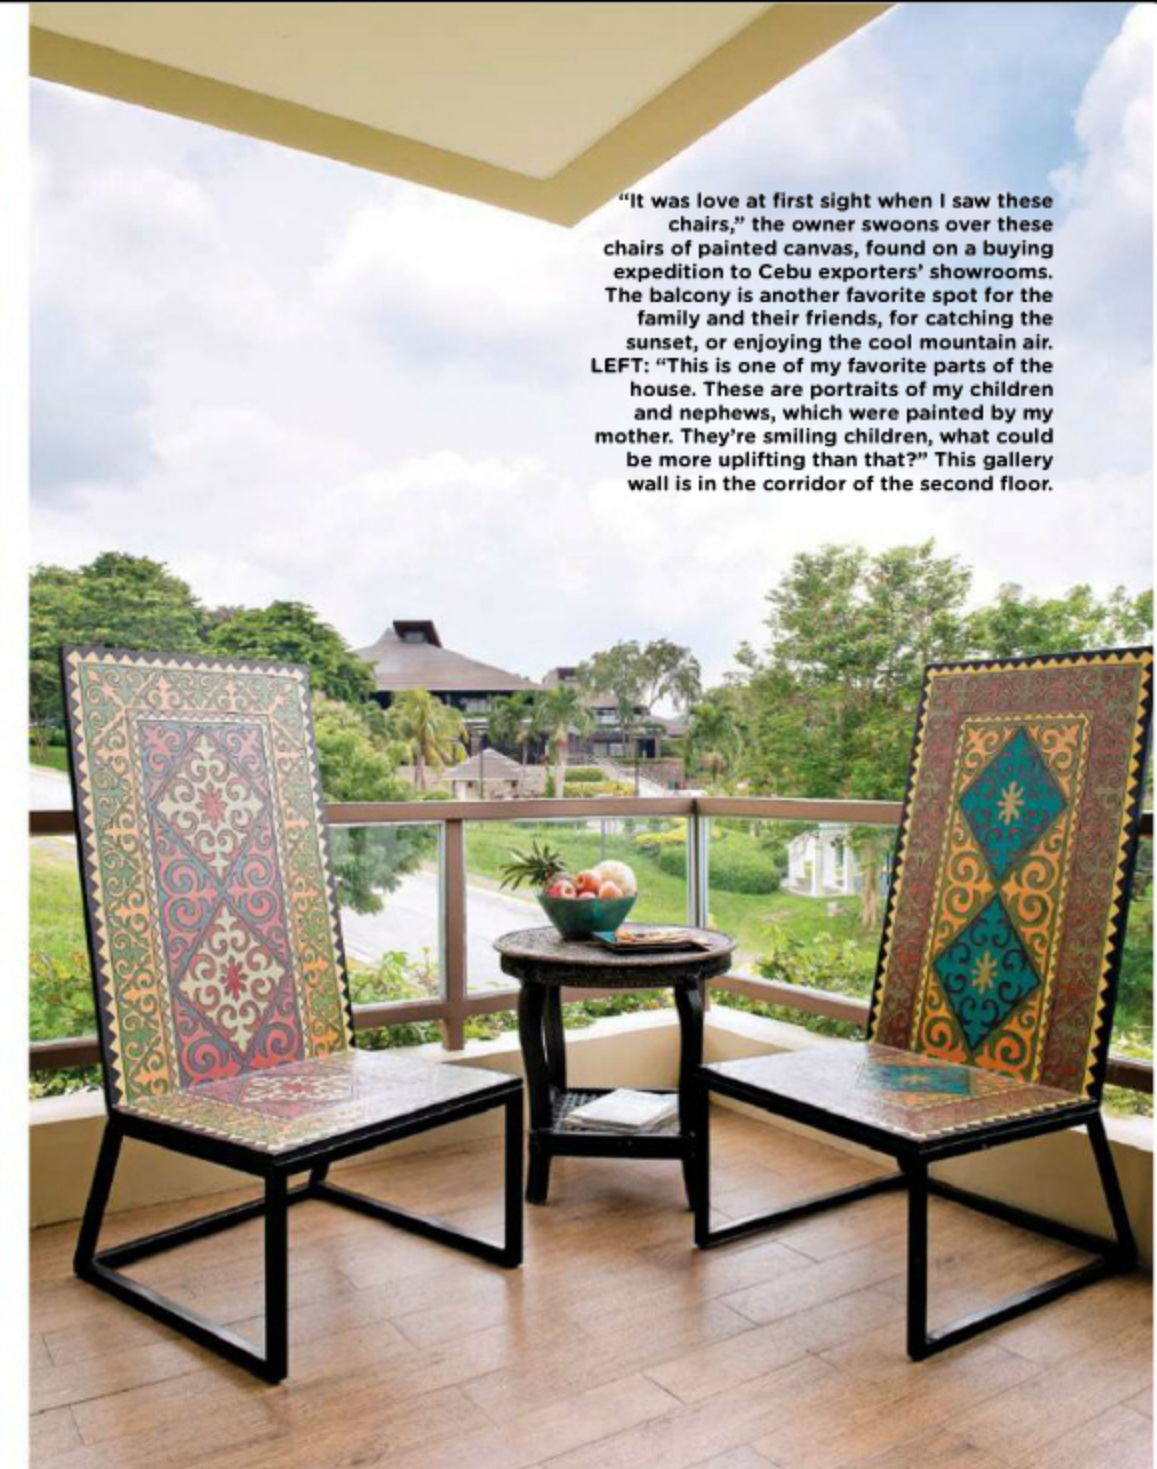 “It was love at first sight when I saw these
chairs,” the owner swoons over these
chairs of painted canvas, found on a buying
expedition to Cebu exporters’ showrooms.
The balcony is another favorite spot for the
family and their friends, for catching the
sunset, or enjoying the cool mountain air.
LEFT: “This is one of my favorite parts of the
house. These are portraits of my children
and nephews, which were painted by my
mother. They’re smiling children, what could
be more uplifting than that?” This gallery
wall is in the corridor of the second floor.